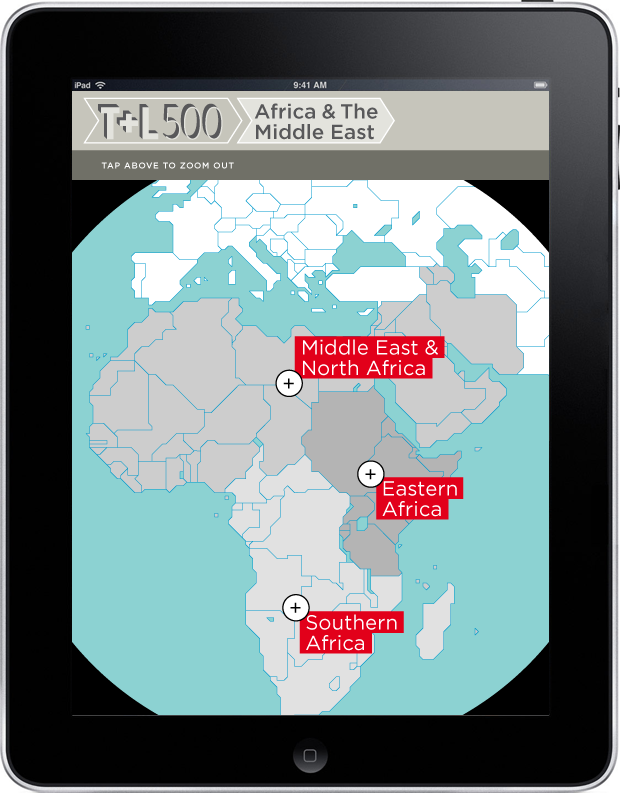 iPad
9:41 AM
T+L 500
Africa & The
Middle East
TAP ABOVE TO ZOOM OUT
Middle East &
North Africa
Eastern
Africa
Southern
Africa